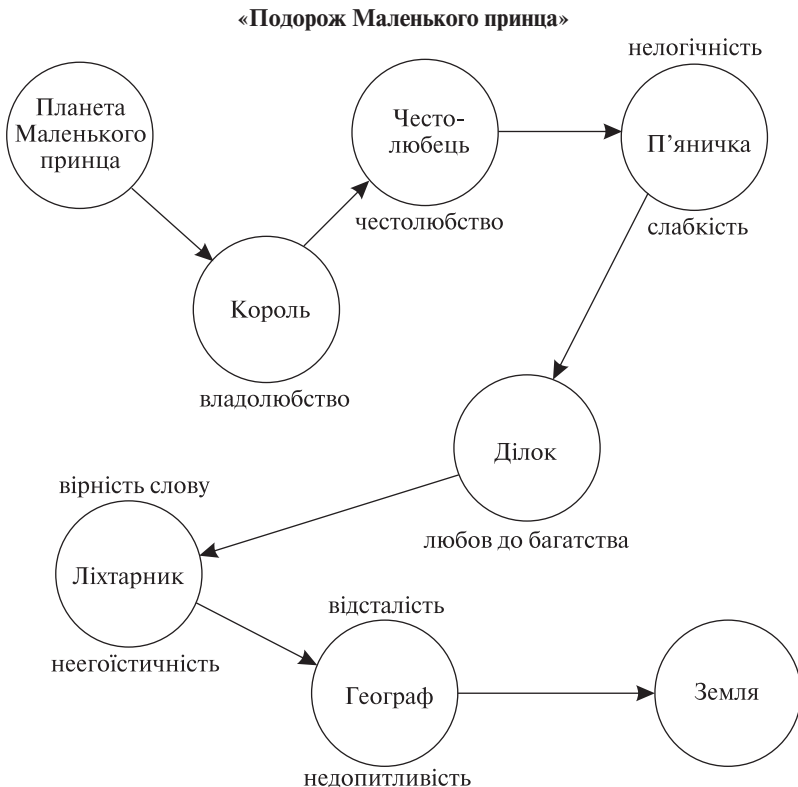 «Подорож Маленького принца»
Планета
Маленького
принца
Король
владолюбство
Често-
любець
честолюбство
нелогічність
П’яничка
слабкість
Ділок
любов до багатства
вірність слову
Ліхтарник
неегоїстичність
відсталість
Географ
недопитливість
Земля